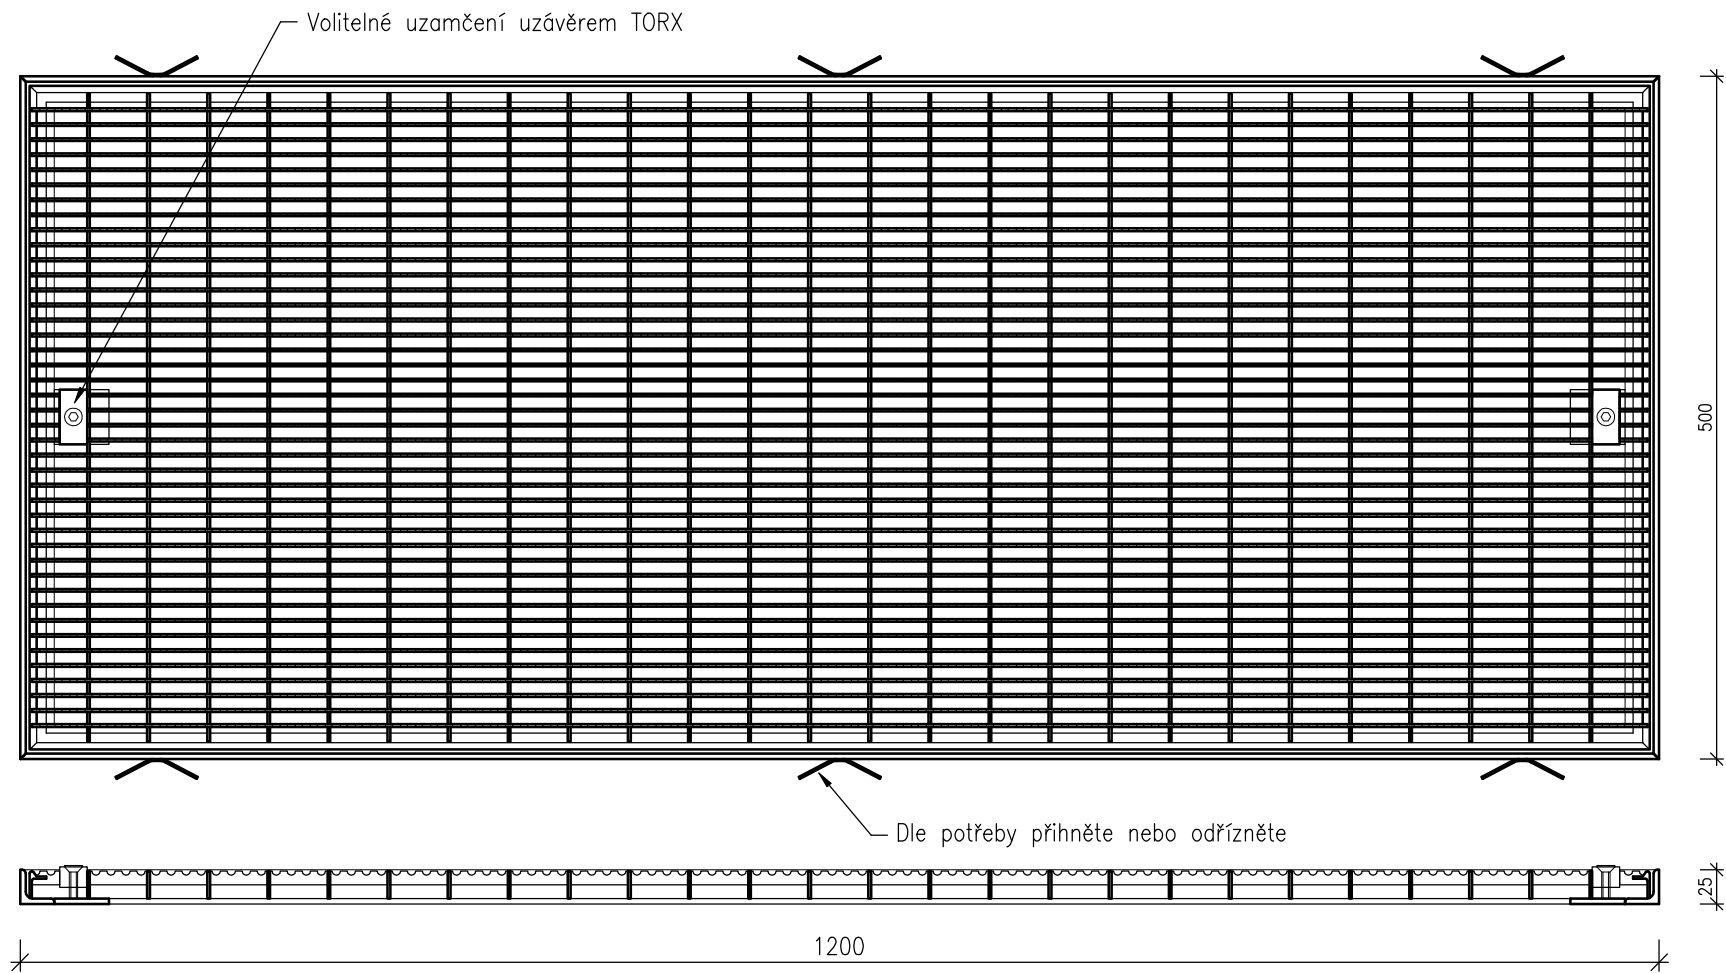 Volitelné uzamčení uzávěrem TORX
500
Dle potřeby přihněte nebo odřízněte
25
1200